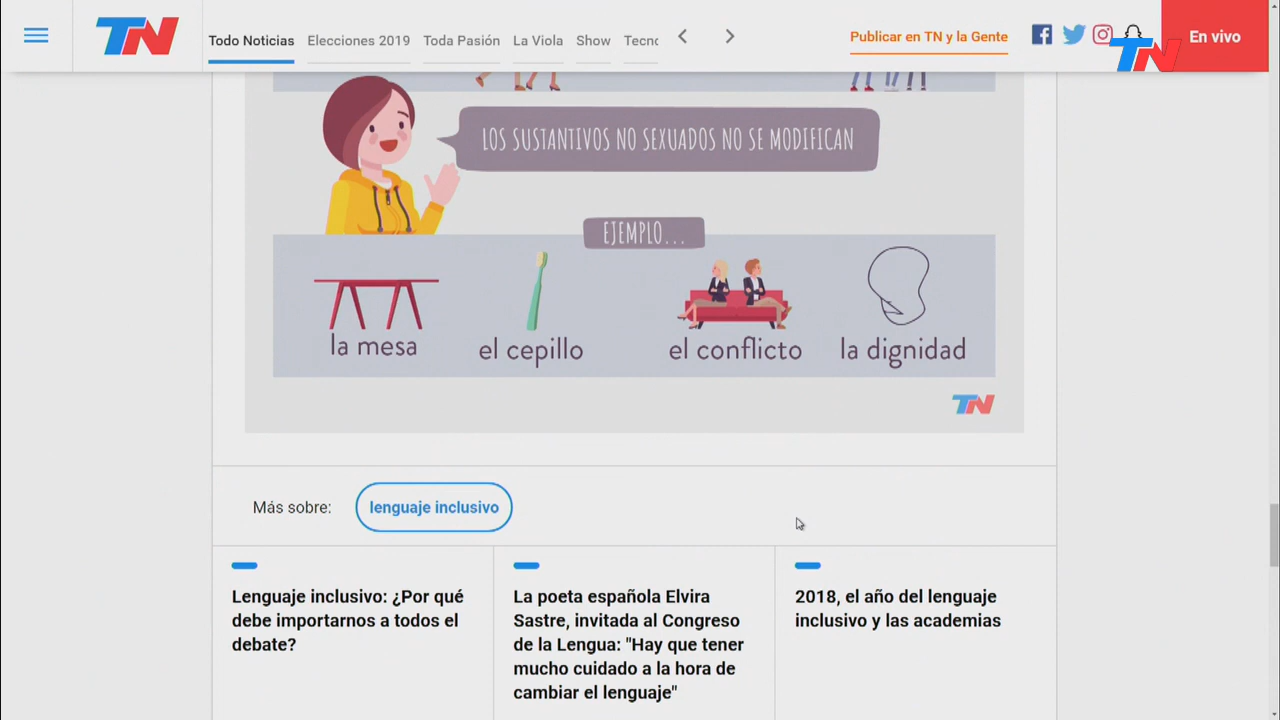 TN
Todo Noticias
Elecciones 2019
Toda Pasión
La Viola
Show
Tecno
Publicar en TN y la Gente
TN
En vivo
LOS SUSTANTIVOS NO SEXUADOS NO SE MODIFICAN
EJEMPLO...
la mesa
el cepillo
el conflicto
la dignidad
TN
Más sobre:
lenguaje inclusivo
Lenguaje inclusivo: ¿Por qué
debe importarnos a todos el
debate?
La poeta española Elvira
Sastre, invitada al Congreso
de la Lengua: "Hay que tener
mucho cuidado a la hora de
cambiar el lenguaje"
2018, el año del lenguaje
inclusivo y las academias